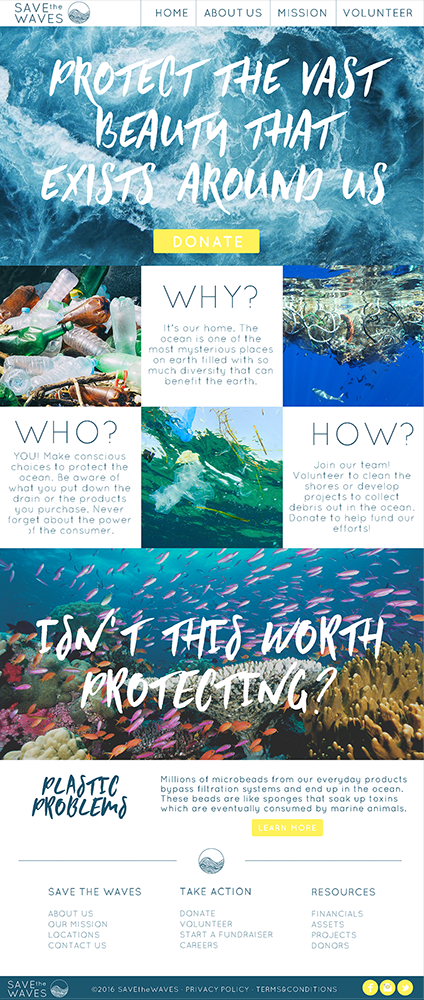 SAVE the
WAVES
HOME
ABOUT US
MISSION
VOLUNTEER
PROTECT THE VAST
BEAUTY THAT
EXISTS AROUND US
DONATE
WHY?
It's our home. The
ocean is one of the
most mysterious places
on earth filled with so
much diversity that can
benefit the earth.
WHO?
YOU! Make conscious
choices to protect the
ocean. Be aware of
what you put down the
drain or the products
you purchase. Never
forget about the power
of the consumer.
HOW?
Join our team!
Volunteer to clean the
shores or develop
projects to collect
debris out in the ocean.
Donate to help fund our
efforts!
ISN'T THIS WORTH
PROTECTING?
PLASTIC
PROBLEMS
Millions of microbeads from our everyday products
bypass filtration systems and end up in the ocean.
These beads are like sponges that soak up toxins
which are eventually consumed by marine animals.
LEARN MORE
SAVE THE WAVES
ABOUT US
OUR MISSION
LOCATIONS
CONTACT US
TAKE ACTION
DONATE
VOLUNTEER
START A FUNDRAISER
CAREERS
RESOURCES
FINANCIALS
ASSETS
PROJECTS
DONORS
SAVE the
WAVES
©2016 SAVEtheWAVES · PRIVACY POLICY · TERMS&CONDITIONS